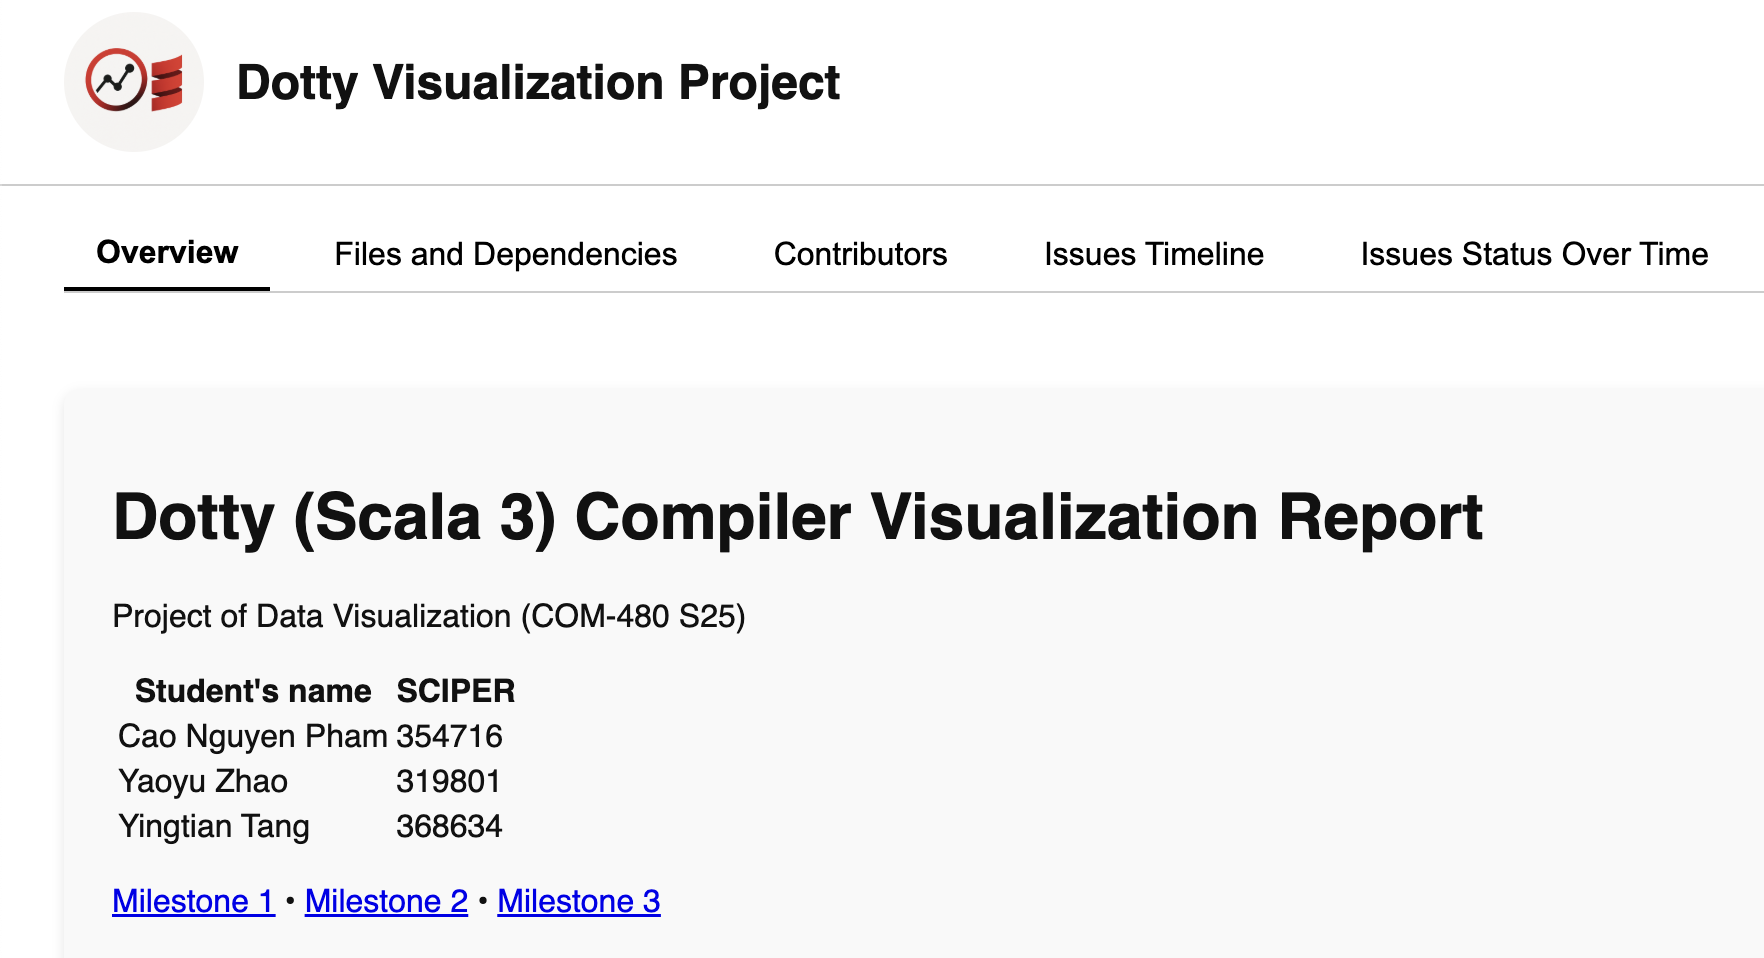 Dotty Visualization Project
Overview Files and Dependencies Contributors Issues Timeline Issues Status Over Time
Dotty (Scala 3) Compiler Visualization Report
Project of Data Visualization (COM-480 S25)
Student's name SCIPER
Cao Nguyen Pham 354716
Yaoyu Zhao 319801
Yingtian Tang 368634
Milestone 1 • Milestone 2 • Milestone 3